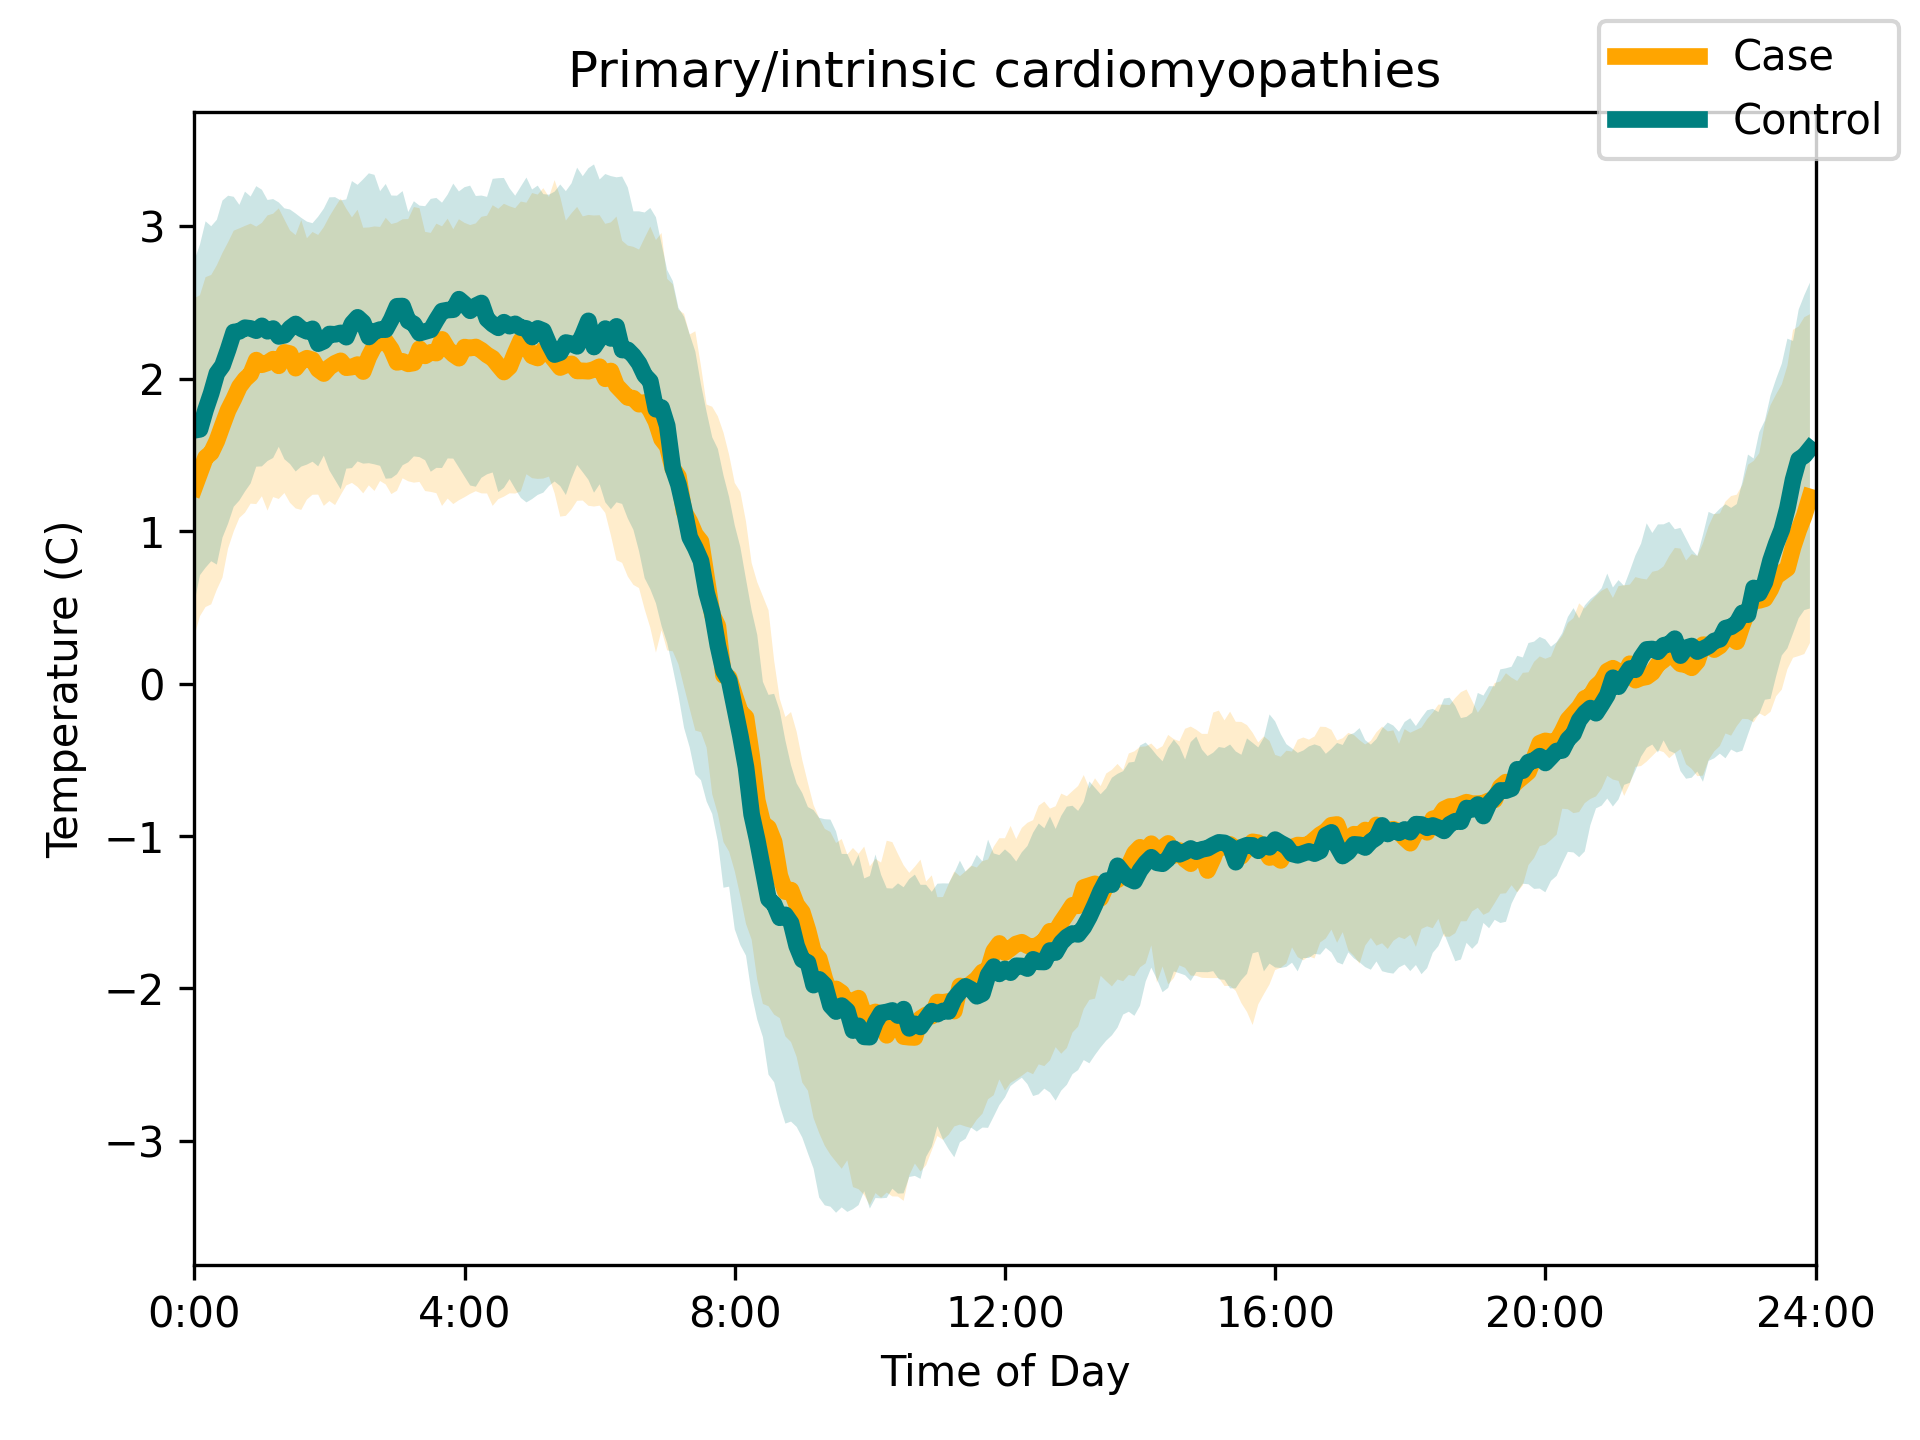 Primary/intrinsic cardiomyopathies
Case
Control
Temperature (C)
3
2
1
0
−1
−2
−3
0:00 4:00 8:00 12:00 16:00 20:00 24:00
Time of Day